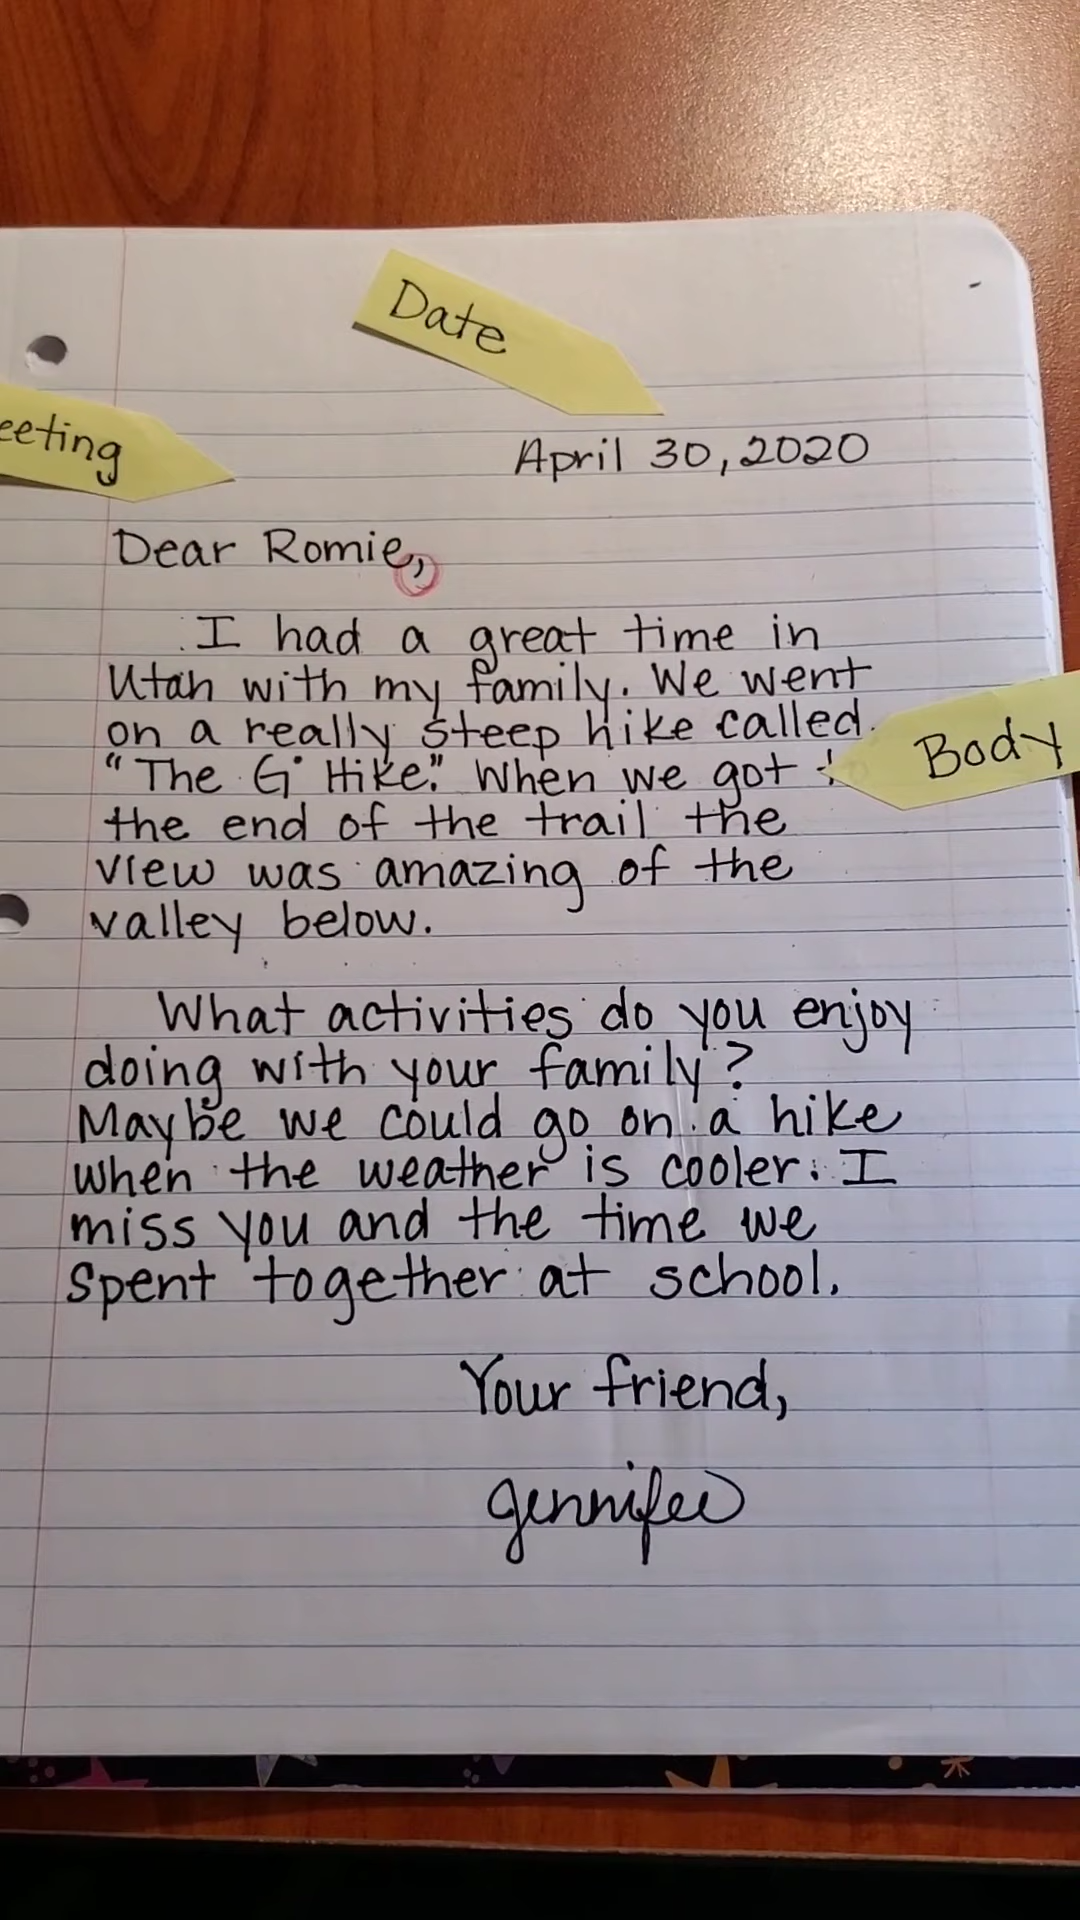 Date
eeting
April 30, 2020
Dear Romie,
I had a great time in
Utah with my family. We went
on a really steep hike called
"The G Hike." When we got
Body
the end of the trail the
view was amazing of the
valley below.
What activities do you enjoy
doing with your family?
Maybe we could go on a hike
when the weather is cooler. I
miss you and the time we
spent together at school.
Your friend,
Jennifer